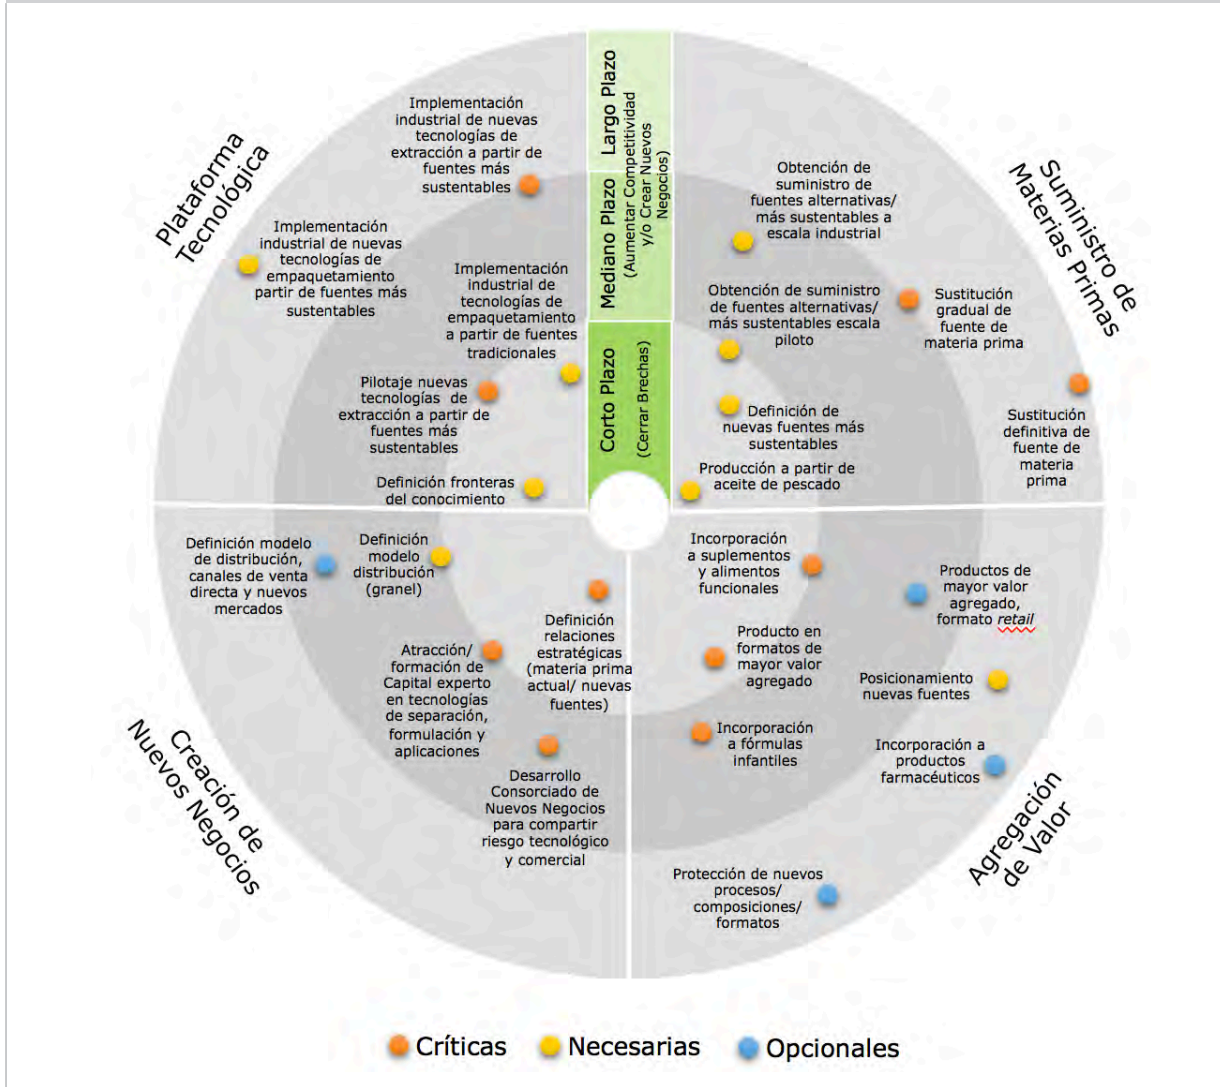 Plataforma
Tecnológica
Implementación
industrial de nuevas
tecnologías de
extracción a partir de
fuentes más
sustentables
Implementación
industrial de nuevas
tecnologías de
empaquetamiento
partir de fuentes más
sustentables
Implementación
industrial de
tecnologías de
empaquetamiento
a partir de fuentes
tradicionales
Pilotaje nuevas
tecnologías de
extracción a partir de
fuentes más
sustentables
Definición fronteras
del conocimiento
Largo Plazo
Mediano Plazo
(Aumentar Competitividad
y/o Crear Nuevos
Negocios)
Corto Plazo
(Cerrar Brechas)
Suministro de
Materias Primas
Obtención de
suministro de
fuentes alternativas/
más sustentables a
escala industrial
Obtención de suministro
de fuentes alternativas/
más sustentables escala
piloto
Sustitución
gradual de
fuente de
materia prima
Sustitución
definitiva de
fuente de
materia
prima
Definición de
nuevas fuentes más
sustentables
Producción a partir de
aceite de pescado
Definición modelo
de distribución,
canales de venta
directa y nuevos
mercados
Definición
modelo
distribución
(granel)
Definición
relaciones
estratégicas
(materia prima
actual/ nuevas
fuentes)
Atracción/
formación de
Capital experto
en tecnologías
de separación,
formulación y
aplicaciones
Desarrollo
Consorciado de
Nuevos Negocios
para compartir
riesgo tecnológico
y comercial
Creación de
Nuevos Negocios
Incorporación
a suplementos
y alimentos
funcionales
Productos de
mayor valor
agregado,
formato retail
Producto en
formatos de
mayor valor
agregado
Posicionamiento
nuevas fuentes
Incorporación
a fórmulas
infantiles
Incorporación a
productos
farmacéuticos
Protección de nuevos
procesos/
composiciones/
formatos
Agregación
de Valor
Críticas
Necesarias
Opcionales